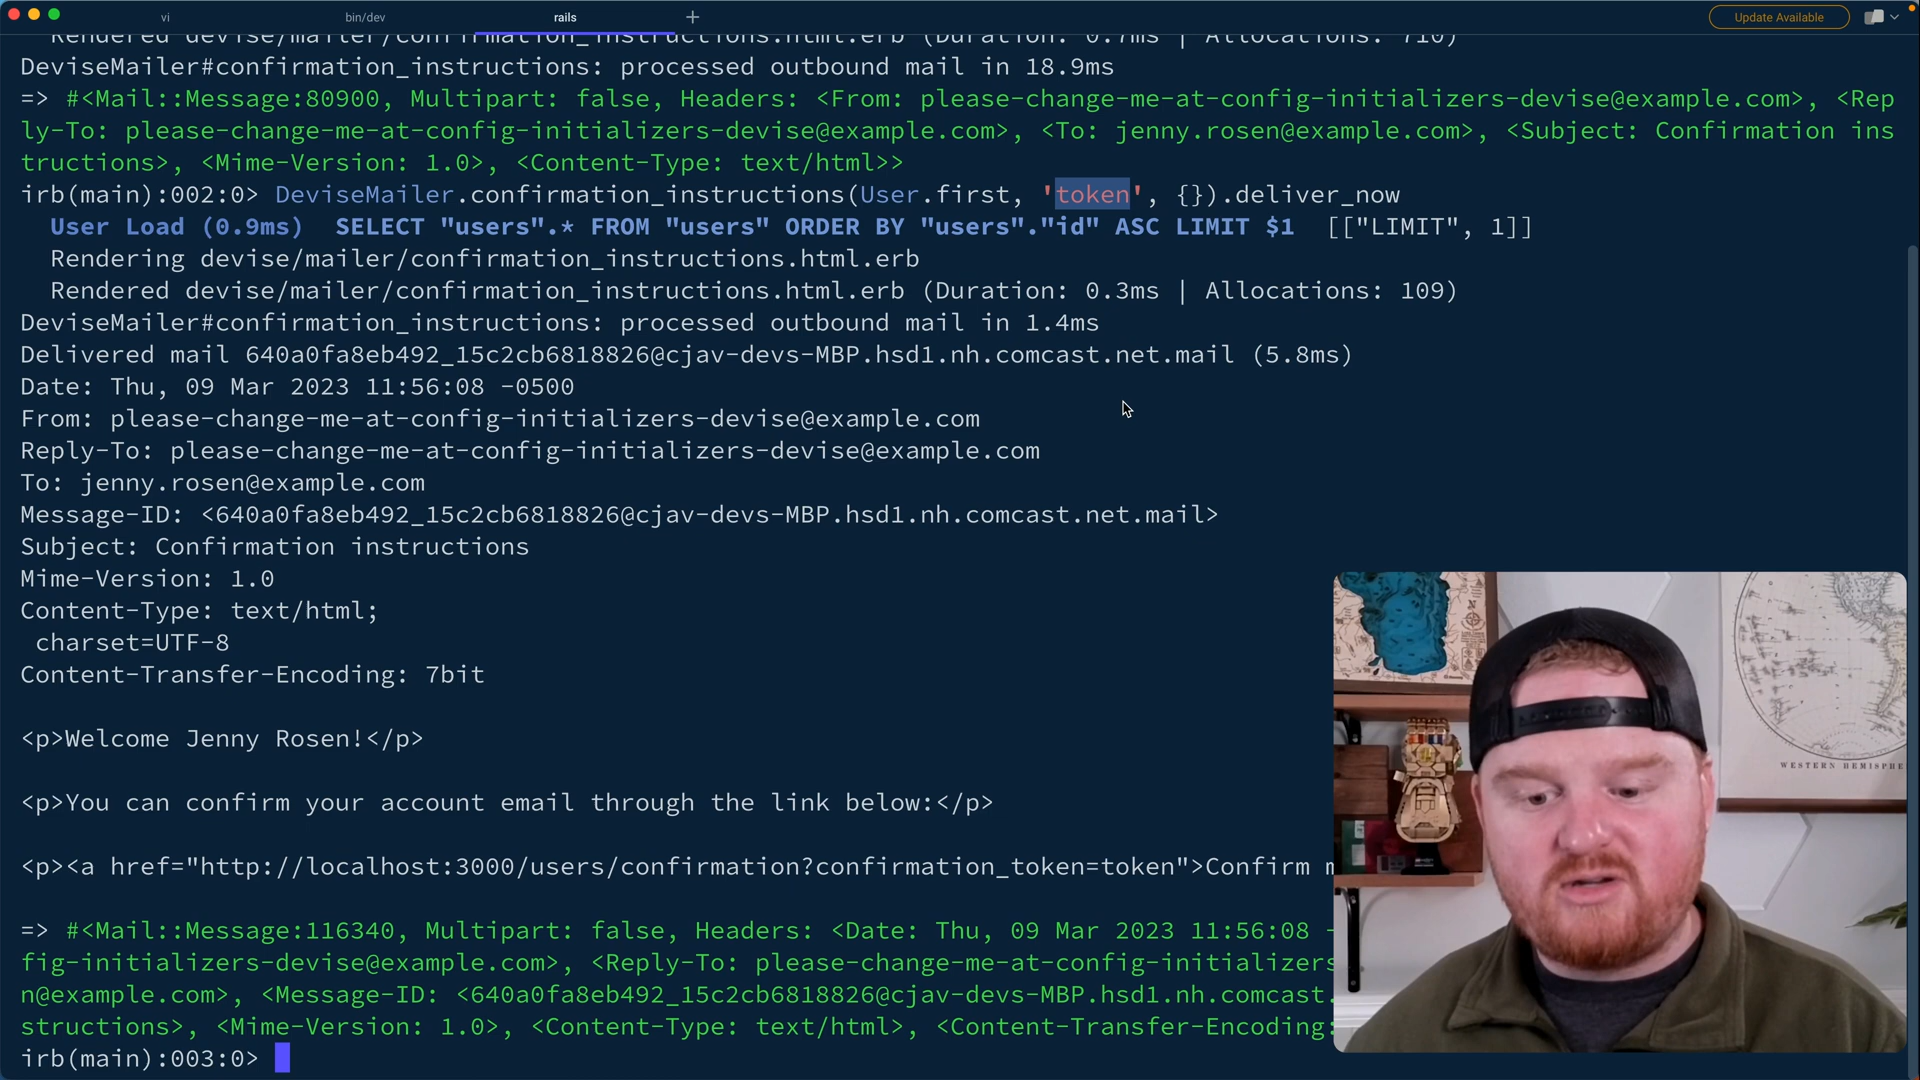 vi
bin/dev
rails
+
Update Available
Rendered devise/mailer/confirmation_instructions.html.erb (Duration: 0.7ms | Allocations: 710)
DeviseMailer#confirmation_instructions: processed outbound mail in 18.9ms
=> #<Mail::Message:80900, Multipart: false, Headers: <From: please-change-me-at-config-initializers-devise@example.com>, <Rep
ly-To: please-change-me-at-config-initializers-devise@example.com>, <To: jenny.rosen@example.com>, <Subject: Confirmation ins
tructions>, <Mime-Version: 1.0>, <Content-Type: text/html>>
irb(main):002:0> DeviseMailer.confirmation_instructions(User.first, 'token', {}).deliver_now
User Load (0.9ms)  SELECT "users".* FROM "users" ORDER BY "users"."id" ASC LIMIT $1  [["LIMIT", 1]]
Rendering devise/mailer/confirmation_instructions.html.erb
Rendered devise/mailer/confirmation_instructions.html.erb (Duration: 0.3ms | Allocations: 109)
DeviseMailer#confirmation_instructions: processed outbound mail in 1.4ms
Delivered mail 640a0fa8eb492_15c2cb6818826@cjav-devs-MBP.hsd1.nh.comcast.net.mail (5.8ms)
Date: Thu, 09 Mar 2023 11:56:08 -0500
From: please-change-me-at-config-initializers-devise@example.com
Reply-To: please-change-me-at-config-initializers-devise@example.com
To: jenny.rosen@example.com
Message-ID: <640a0fa8eb492_15c2cb6818826@cjav-devs-MBP.hsd1.nh.comcast.net.mail>
Subject: Confirmation instructions
Mime-Version: 1.0
Content-Type: text/html;
charset=UTF-8
Content-Transfer-Encoding: 7bit
<p>Welcome Jenny Rosen!</p>
<p>You can confirm your account email through the link below:</p>
<p><a href="http://localhost:3000/users/confirmation?confirmation_token=token">Confirm m
=> #<Mail::Message:116340, Multipart: false, Headers: <Date: Thu, 09 Mar 2023 11:56:08 -
fig-initializers-devise@example.com>, <Reply-To: please-change-me-at-config-initializers
n@example.com>, <Message-ID: <640a0fa8eb492_15c2cb6818826@cjav-devs-MBP.hsd1.nh.comcast.
structions>, <Mime-Version: 1.0>, <Content-Type: text/html>, <Content-Transfer-Encoding:
irb(main):003:0>
WESTERN HEMISPHE